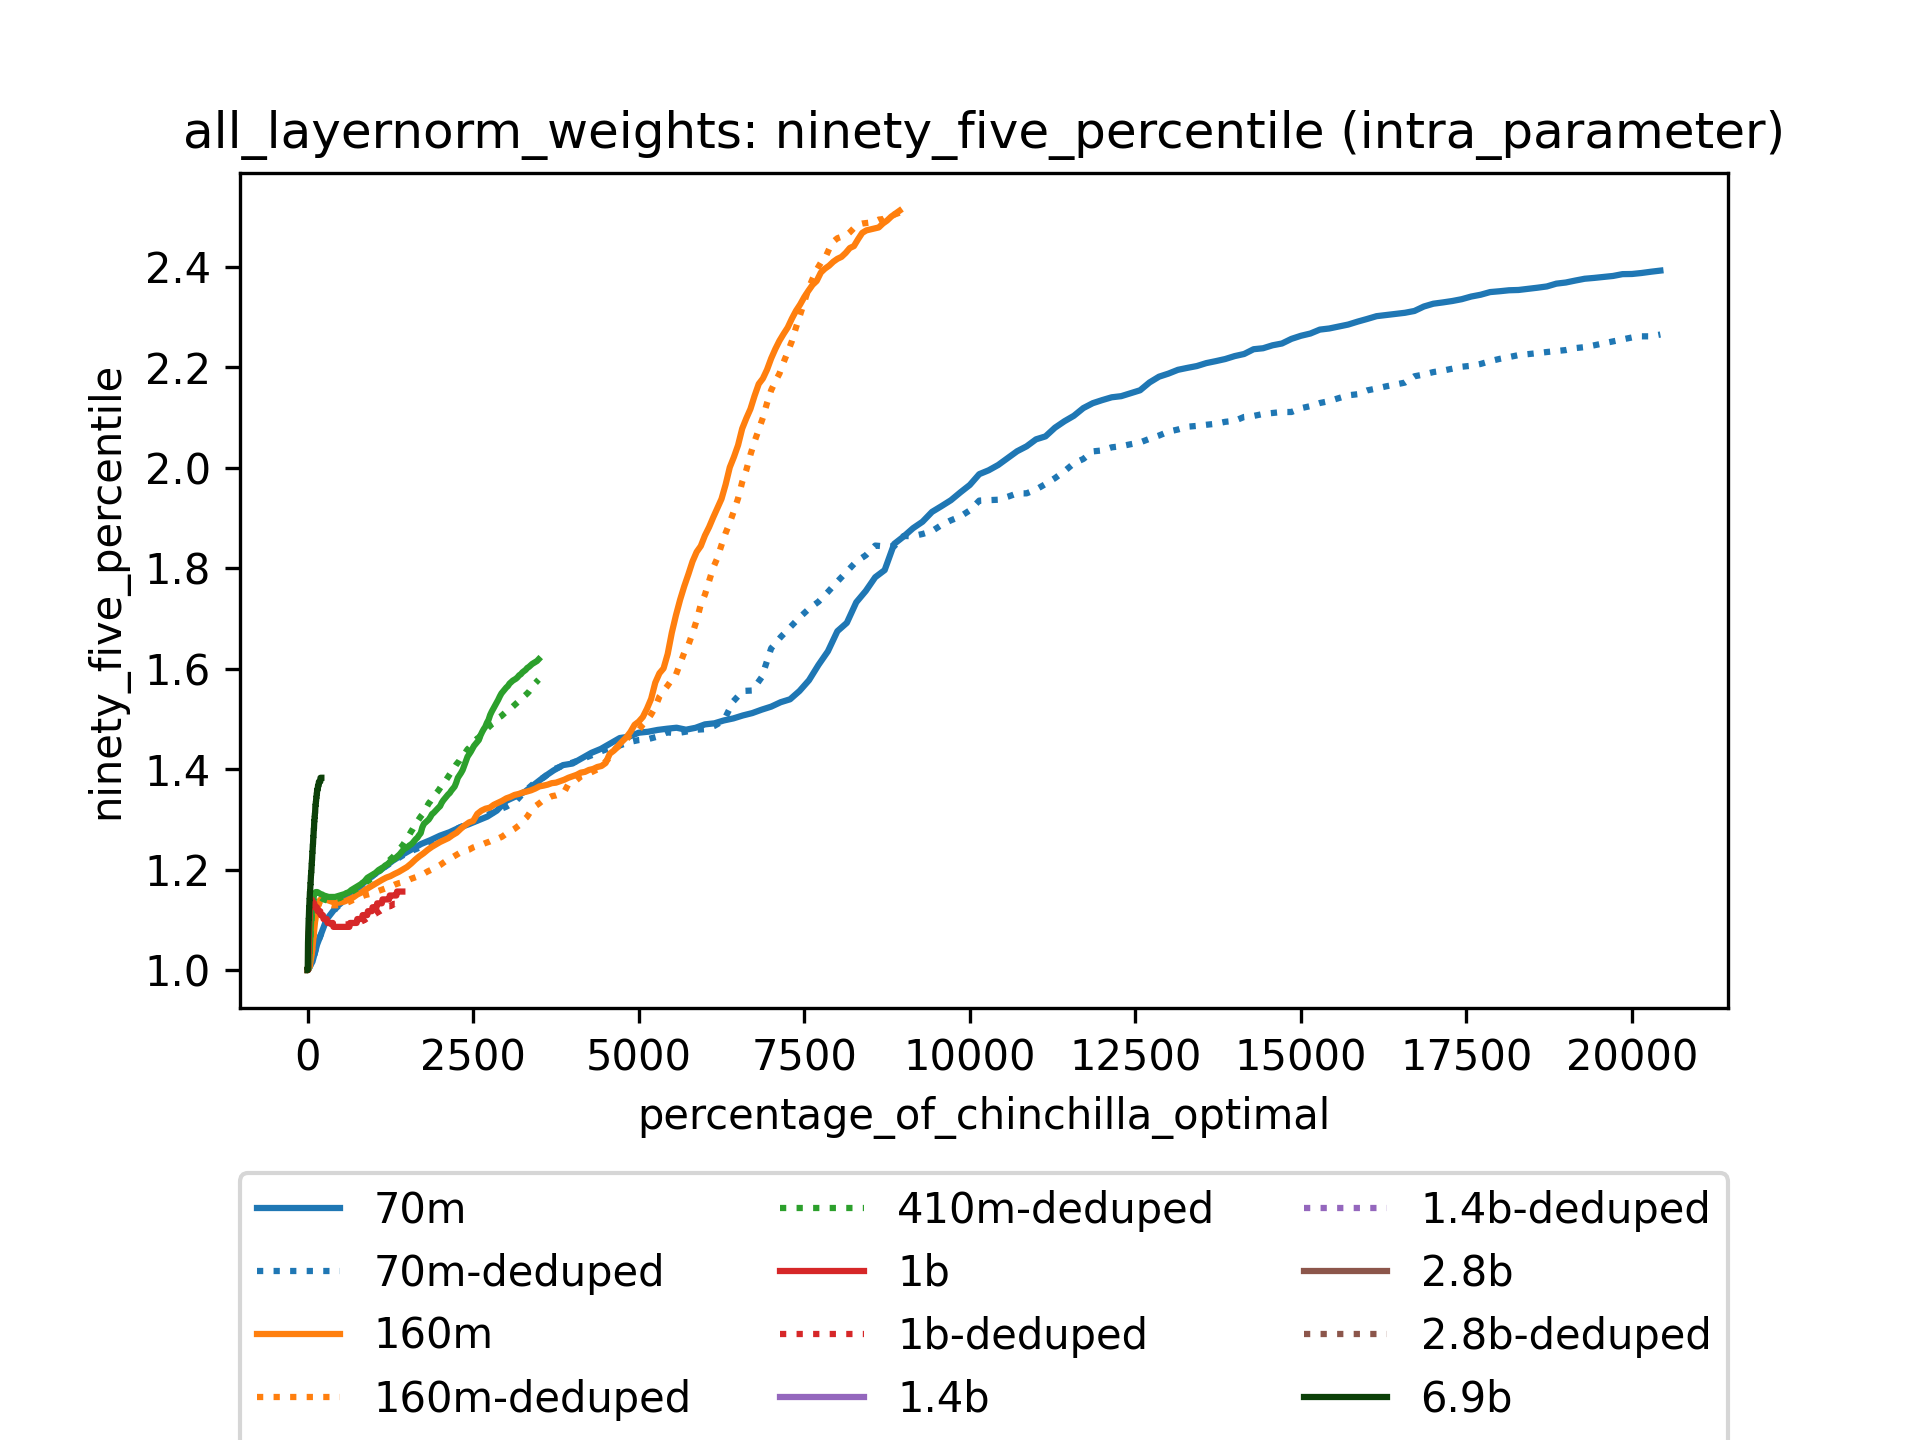 all_layernorm_weights: ninety_five_percentile (intra_parameter)
ninety_five_percentile
2.4
2.2
2.0
1.8
1.6
1.4
1.2
1.0
0 2500 5000 7500 10000 12500 15000 17500 20000
percentage_of_chinchilla_optimal
70m 410m-deduped 1.4b-deduped
70m-deduped 1b 2.8b
160m 1b-deduped 2.8b-deduped
160m-deduped 1.4b 6.9b